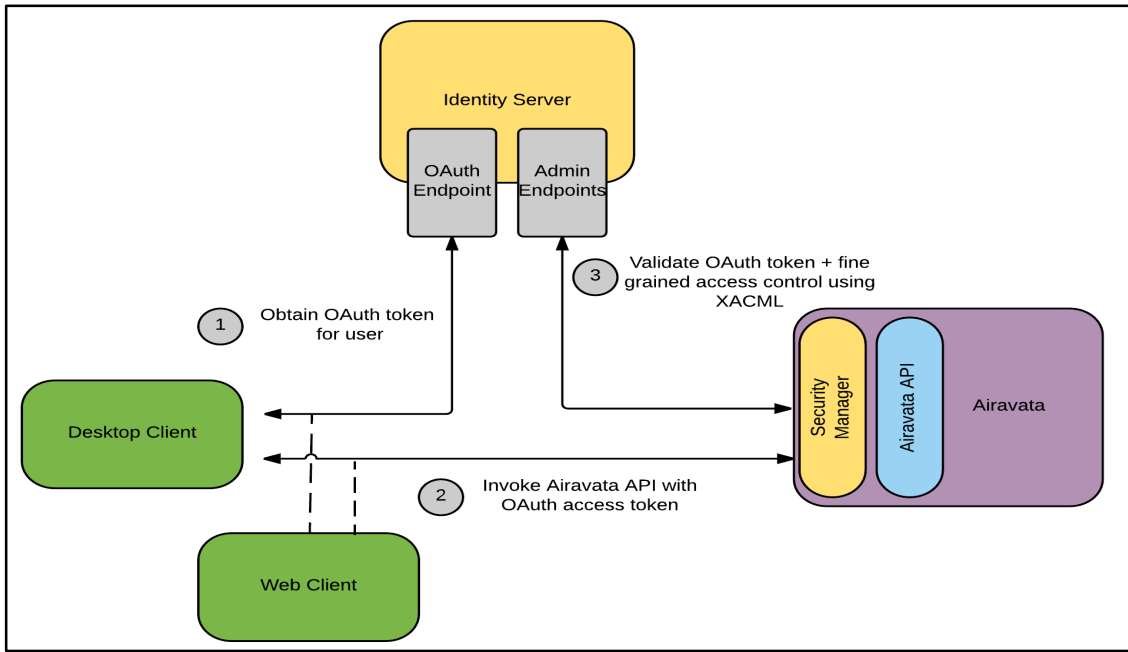 Identity Server
OAuth
Endpoint
Admin
Endpoints
3
Validate OAuth token + fine
grained access control using
XACML
1
Obtain OAuth token
for user
Security
Manager
Airavata API
Airavata
Desktop Client
2
Invoke Airavata API with
OAuth access token
Web Client